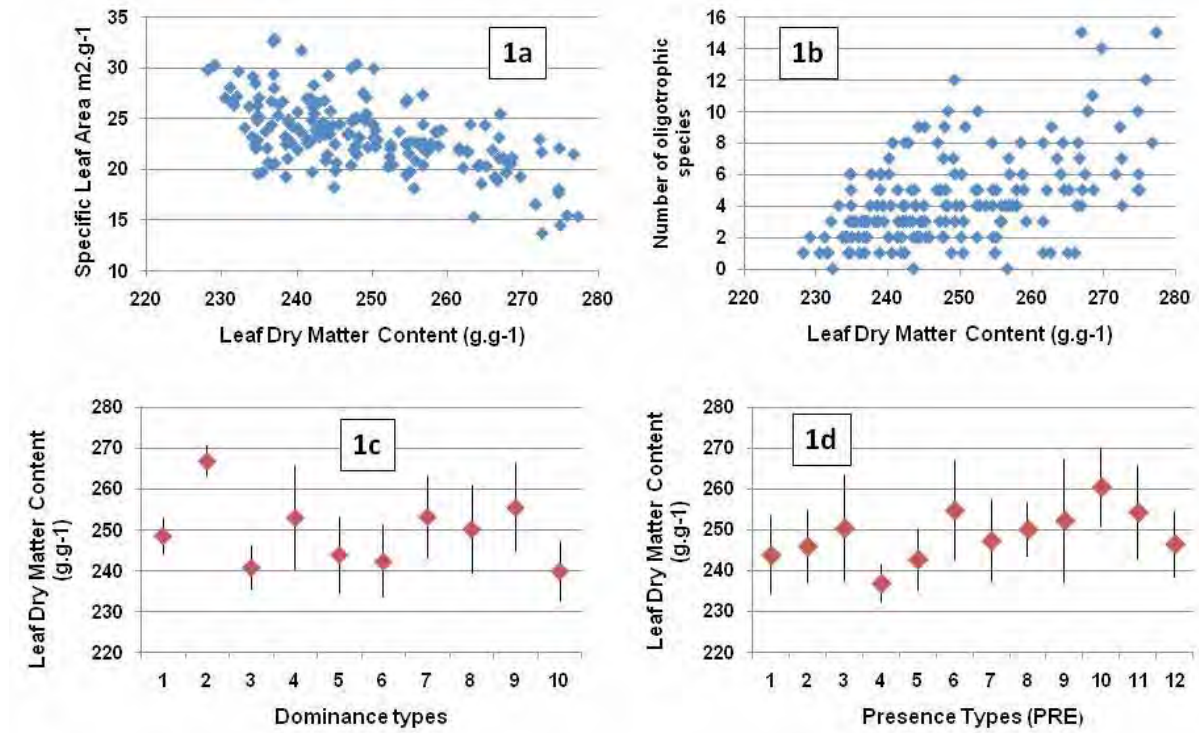 1a
35
30
25
20
15
10
220 230 240 250 260 270 280
Specific Leaf Area m2.g-1
Leaf Dry Matter Content (g.g-1)
1b
16
14
12
10
8
6
4
2
0
220 230 240 250 260 270 280
Number of oligotrophic
species
Leaf Dry Matter Content (g.g-1)
1c
280
270
260
250
240
230
220
1 2 3 4 5 6 7 8 9 10
Leaf Dry Matter Content
(g.g-1)
Dominance types
1d
280
270
260
250
240
230
220
1 2 3 4 5 6 7 8 9 10 11 12
Leaf Dry Matter Content
(g.g-1)
Presence Types (PRE)